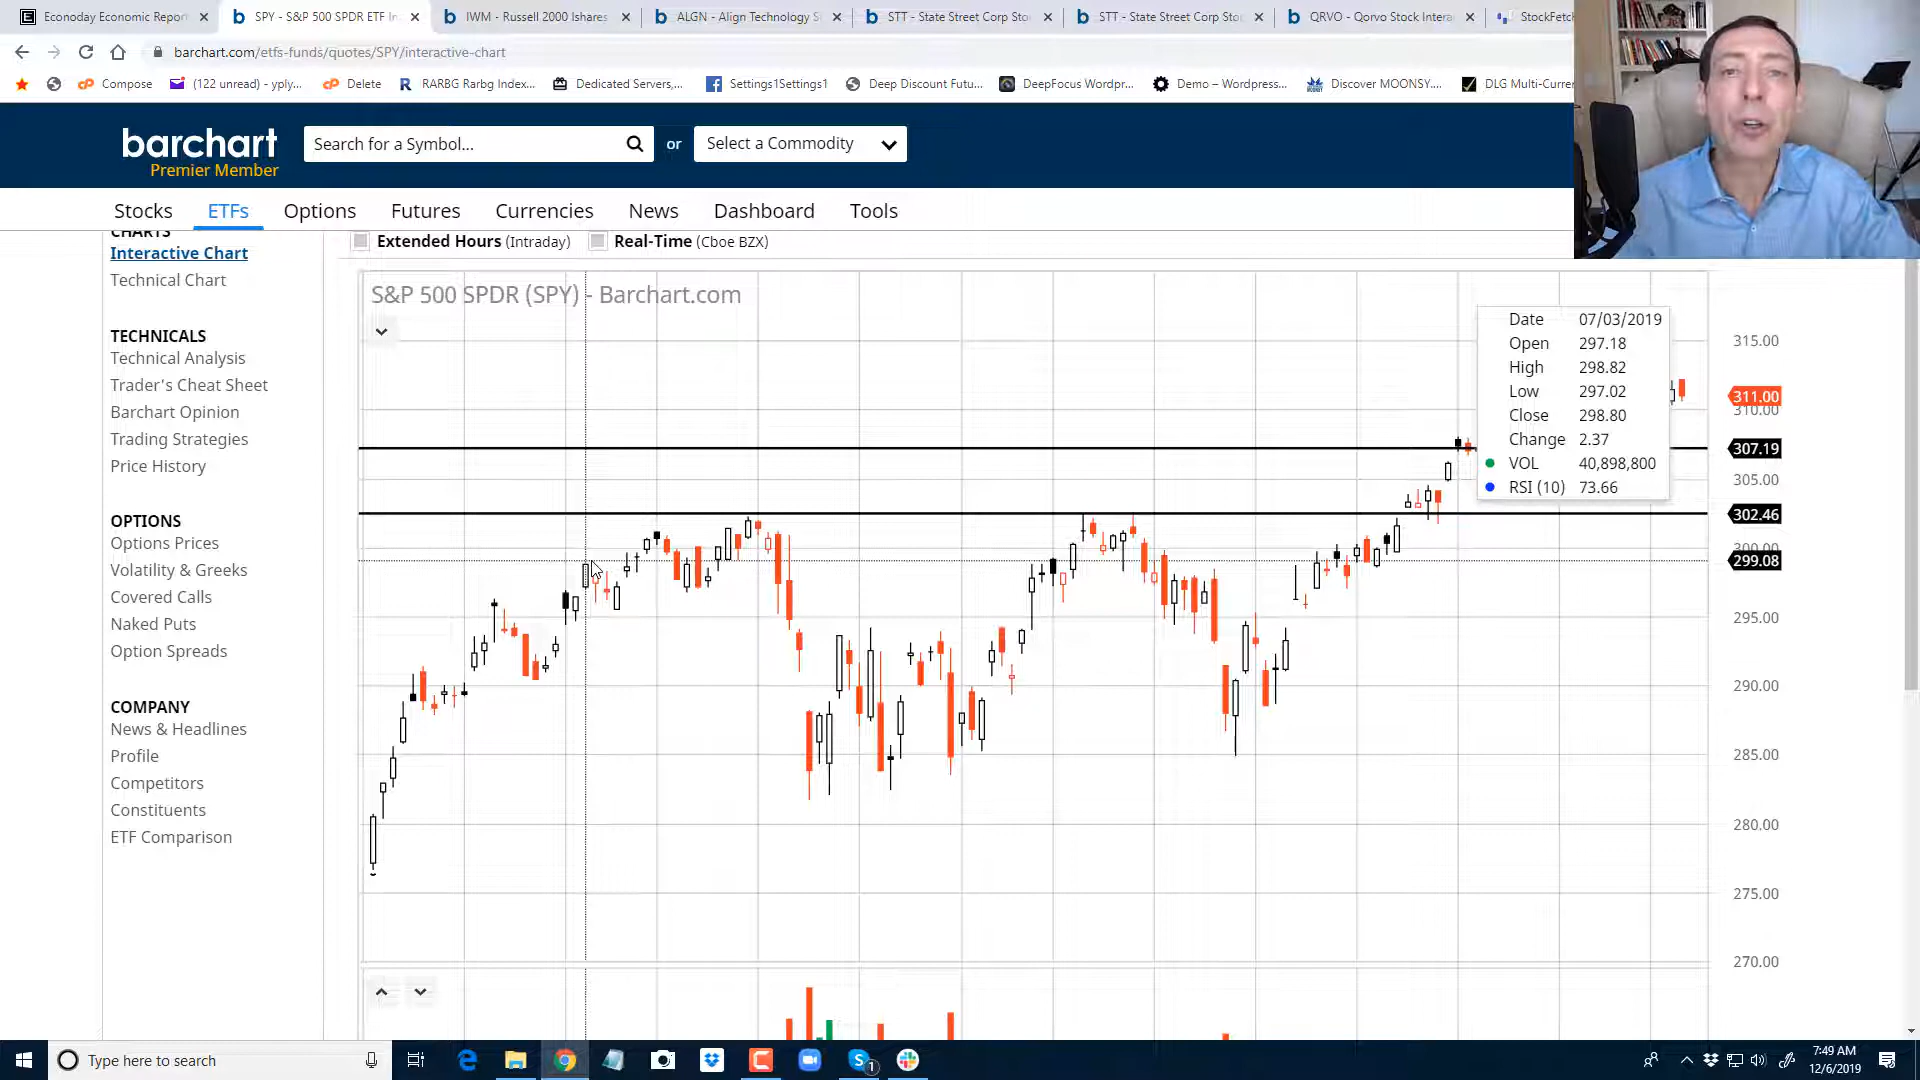 Econoday Economic Repor
SPY - S&P 500 SPDR ETF In
IWM - Russell 2000 Ishares
ALGN - Align Technology S
STT - State Street Corp Sto
STT - State Street Corp Sto
QRVO - Qorvo Stock Intera
StockFetch
barchart.com/etfs-funds/quotes/SPY/interactive-chart
Compose
(122 unread) - yply...
Delete
RARBG Rarbg Index...
Dedicated Servers,...
Settings1Settings1
Deep Discount Futu...
DeepFocus Wordpr...
Demo – Wordpress...
Discover MOONSY....
DLG Multi-Curre
barchart
Premier Member
Search for a Symbol...
or
Select a Commodity
Stocks
ETFs
Options
Futures
Currencies
News
Dashboard
Tools
CHARTS
Interactive Chart
Technical Chart
TECHNICALS
Technical Analysis
Trader's Cheat Sheet
Barchart Opinion
Trading Strategies
Price History
OPTIONS
Options Prices
Volatility & Greeks
Covered Calls
Naked Puts
Option Spreads
COMPANY
News & Headlines
Profile
Competitors
Constituents
ETF Comparison
Extended Hours (Intraday)
Real-Time (Cboe BZX)
S&P 500 SPDR (SPY) - Barchart.com
Date 07/03/2019
Open 297.18
High 298.82
Low 297.02
Close 298.80
Change 2.37
VOL 40,898,800
RSI (10) 73.66
315.00
311.00
310.00
307.19
305.00
302.46
300.00
299.08
295.00
290.00
285.00
280.00
275.00
270.00
Type here to search
1
7:49 AM
12/6/2019